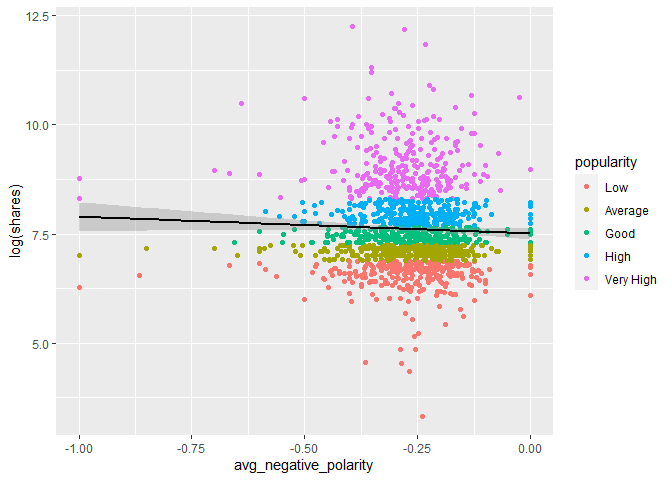 12.5
10.0
7.5
5.0
log(shares)
-1.00
-0.75
-0.50
-0.25
0.00
avg_negative_polarity
popularity
Low
Average
Good
High
Very High